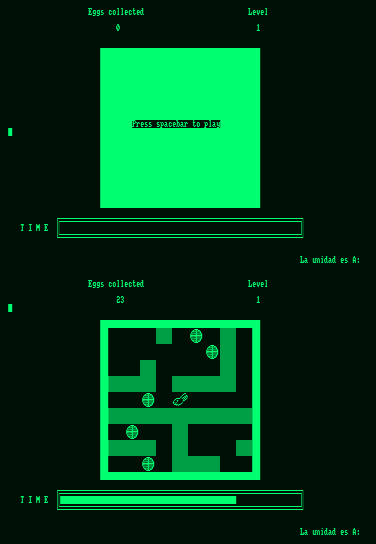 Eggs collected Level
0 1
Press spacebar to play
T I M E
La unidad es A:
Eggs collected Level
23 1
T I M E
La unidad es A: